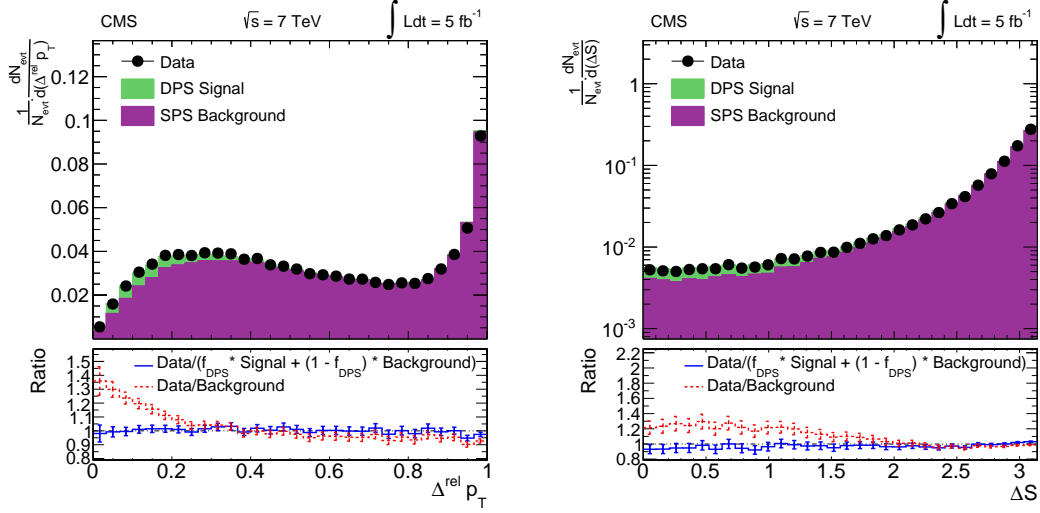 CMS √s = 7 TeV ∫ Ldt = 5 fb⁻¹
1/N_evt · dN_evt/d(Δ^rel p_T)
0.12
0.1
0.08
0.06
0.04
0.02
Data
DPS Signal
SPS Background
Ratio
1.5
1.4
1.3
1.2
1.1
1
0.9
0.8
Data/(f_DPS * Signal + (1 - f_DPS) * Background)
Data/Background
0 0.2 0.4 0.6 0.8 1
Δ^rel p_T
CMS √s = 7 TeV ∫ Ldt = 5 fb⁻¹
1/N_evt · dN_evt/d(ΔS)
1
10⁻¹
10⁻²
10⁻³
Data
DPS Signal
SPS Background
Ratio
2.2
2.0
1.8
1.6
1.4
1.2
1
0.8
Data/(f_DPS * Signal + (1 - f_DPS) * Background)
Data/Background
0 0.5 1 1.5 2 2.5 3
ΔS